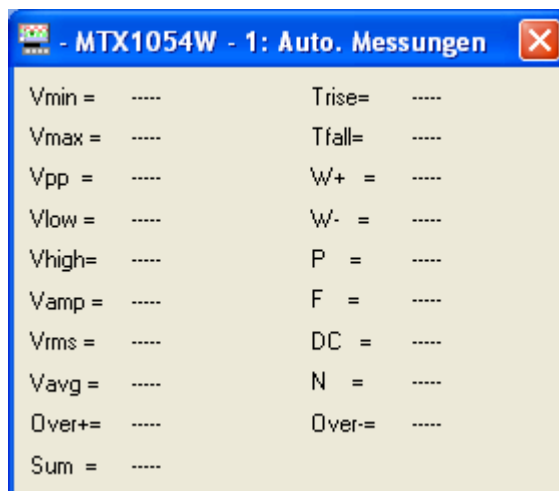 - MTX1054W - 1: Auto. Messungen
Vmin = ----- Trise= -----
Vmax = ----- Tfall= -----
Vpp = ----- W+ = -----
Vlow = ----- W- = -----
Vhigh= ----- P = -----
Vamp = ----- F = -----
Vrms = ----- DC = -----
Vavg = ----- N = -----
Over+= ----- Over-= -----
Sum = -----